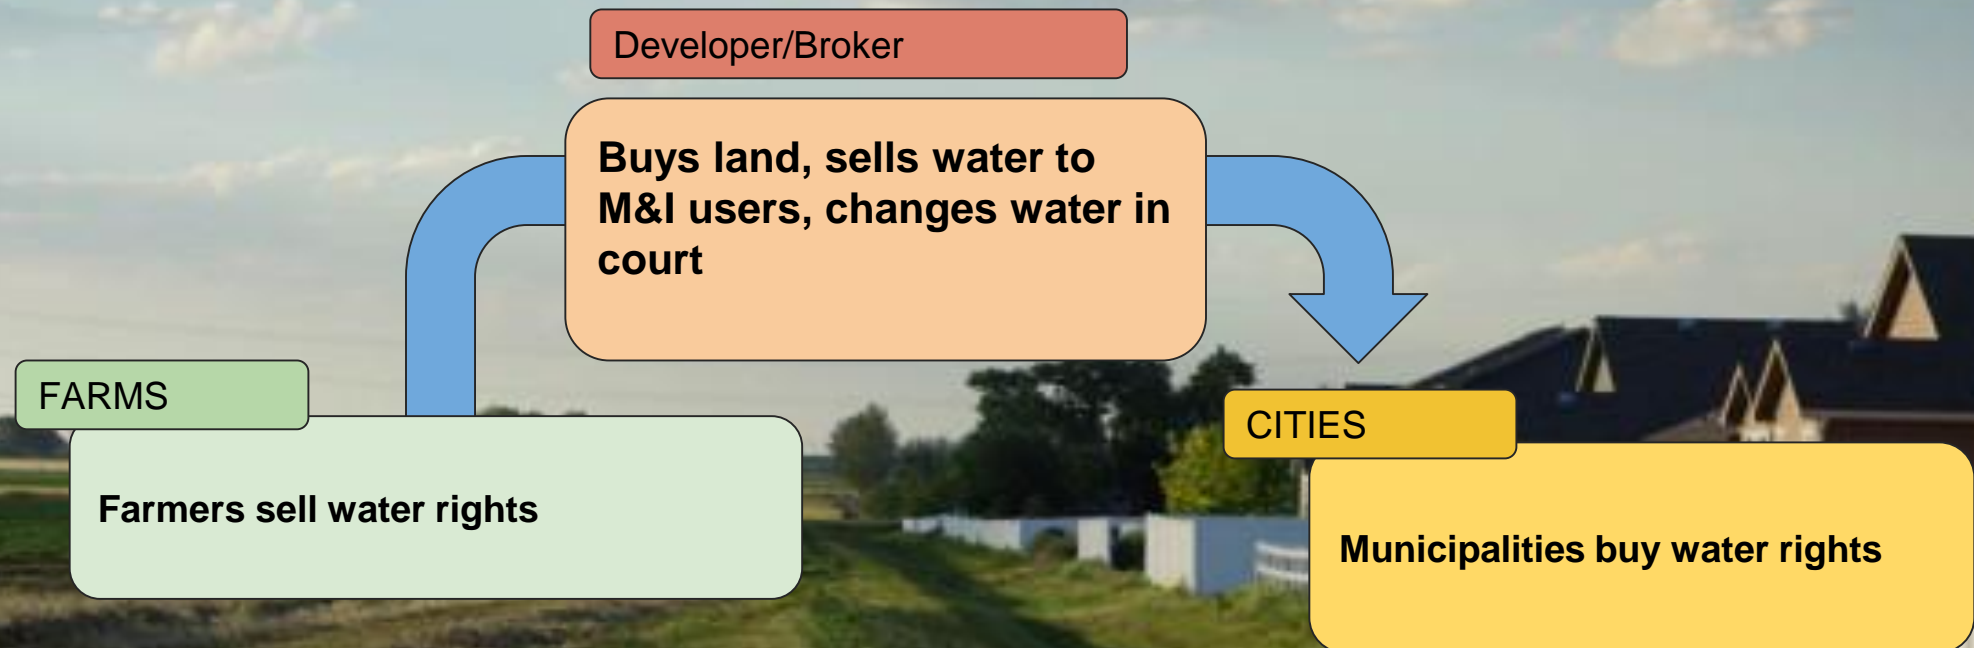 Developer/Broker
Buys land, sells water to
M&I users, changes water in
court
FARMS
Farmers sell water rights
CITIES
Municipalities buy water rights